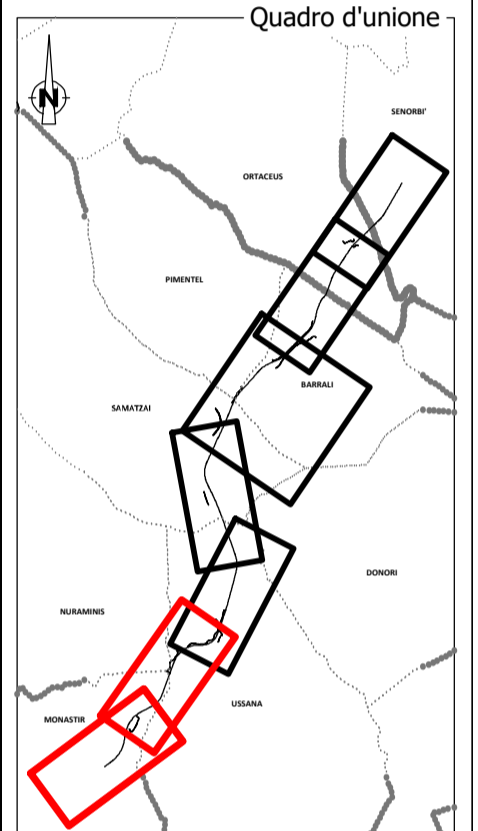 Quadro d'unione
N
SENORBI'
ORTACEUS
PIMENTEL
BARRALI
SAMATZAI
DONORI
NURAMINIS
USSANA
MONASTIR